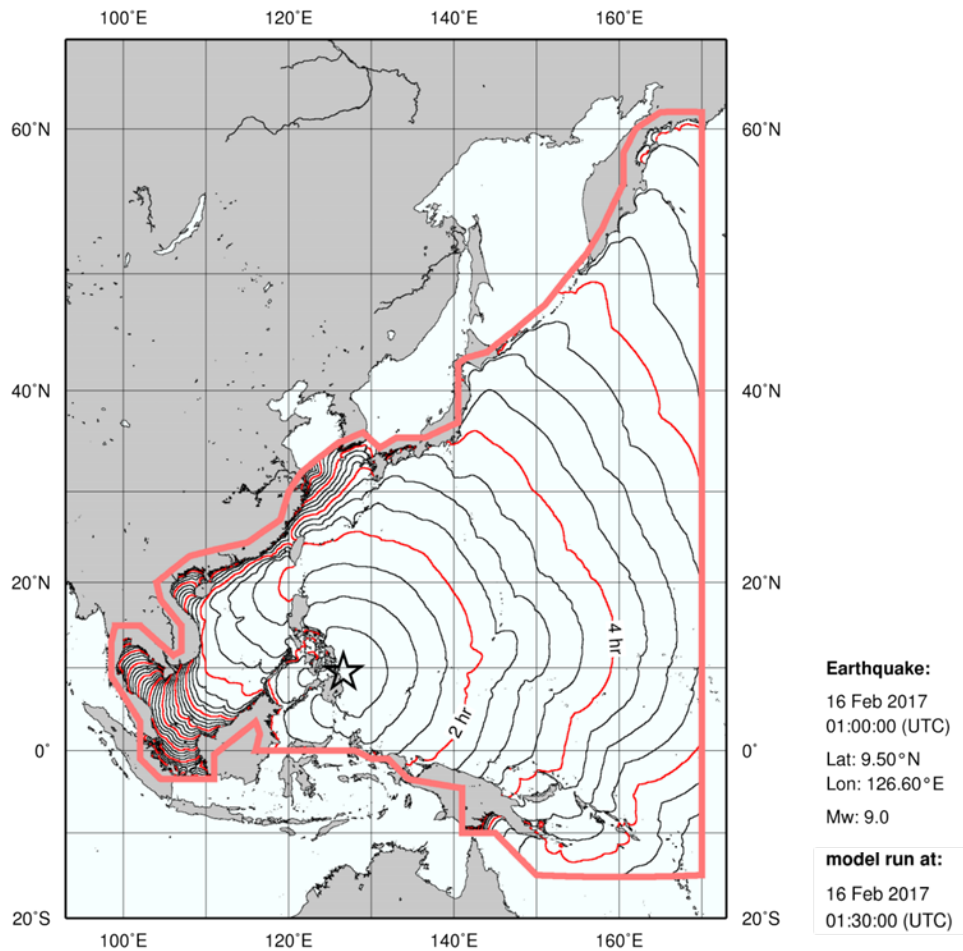 100°E 120°E 140°E 160°E
60°N 60°N
40°N 40°N
20°N 20°N
4 hr
2 hr
0° 0°
20°S 20°S
100°E 120°E 140°E 160°E
Earthquake:
16 Feb 2017
01:00:00 (UTC)
Lat: 9.50°N
Lon: 126.60°E
Mw: 9.0
model run at:
16 Feb 2017
01:30:00 (UTC)